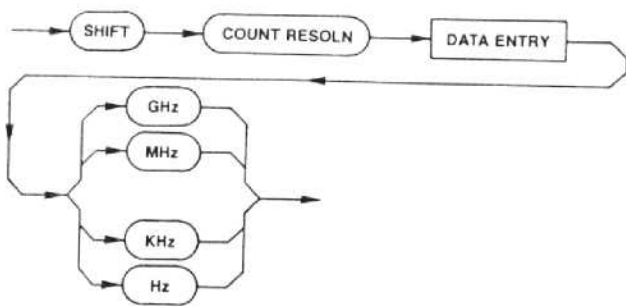 SHIFT COUNT RESOLN DATA ENTRY
GHz
MHz
KHz
Hz